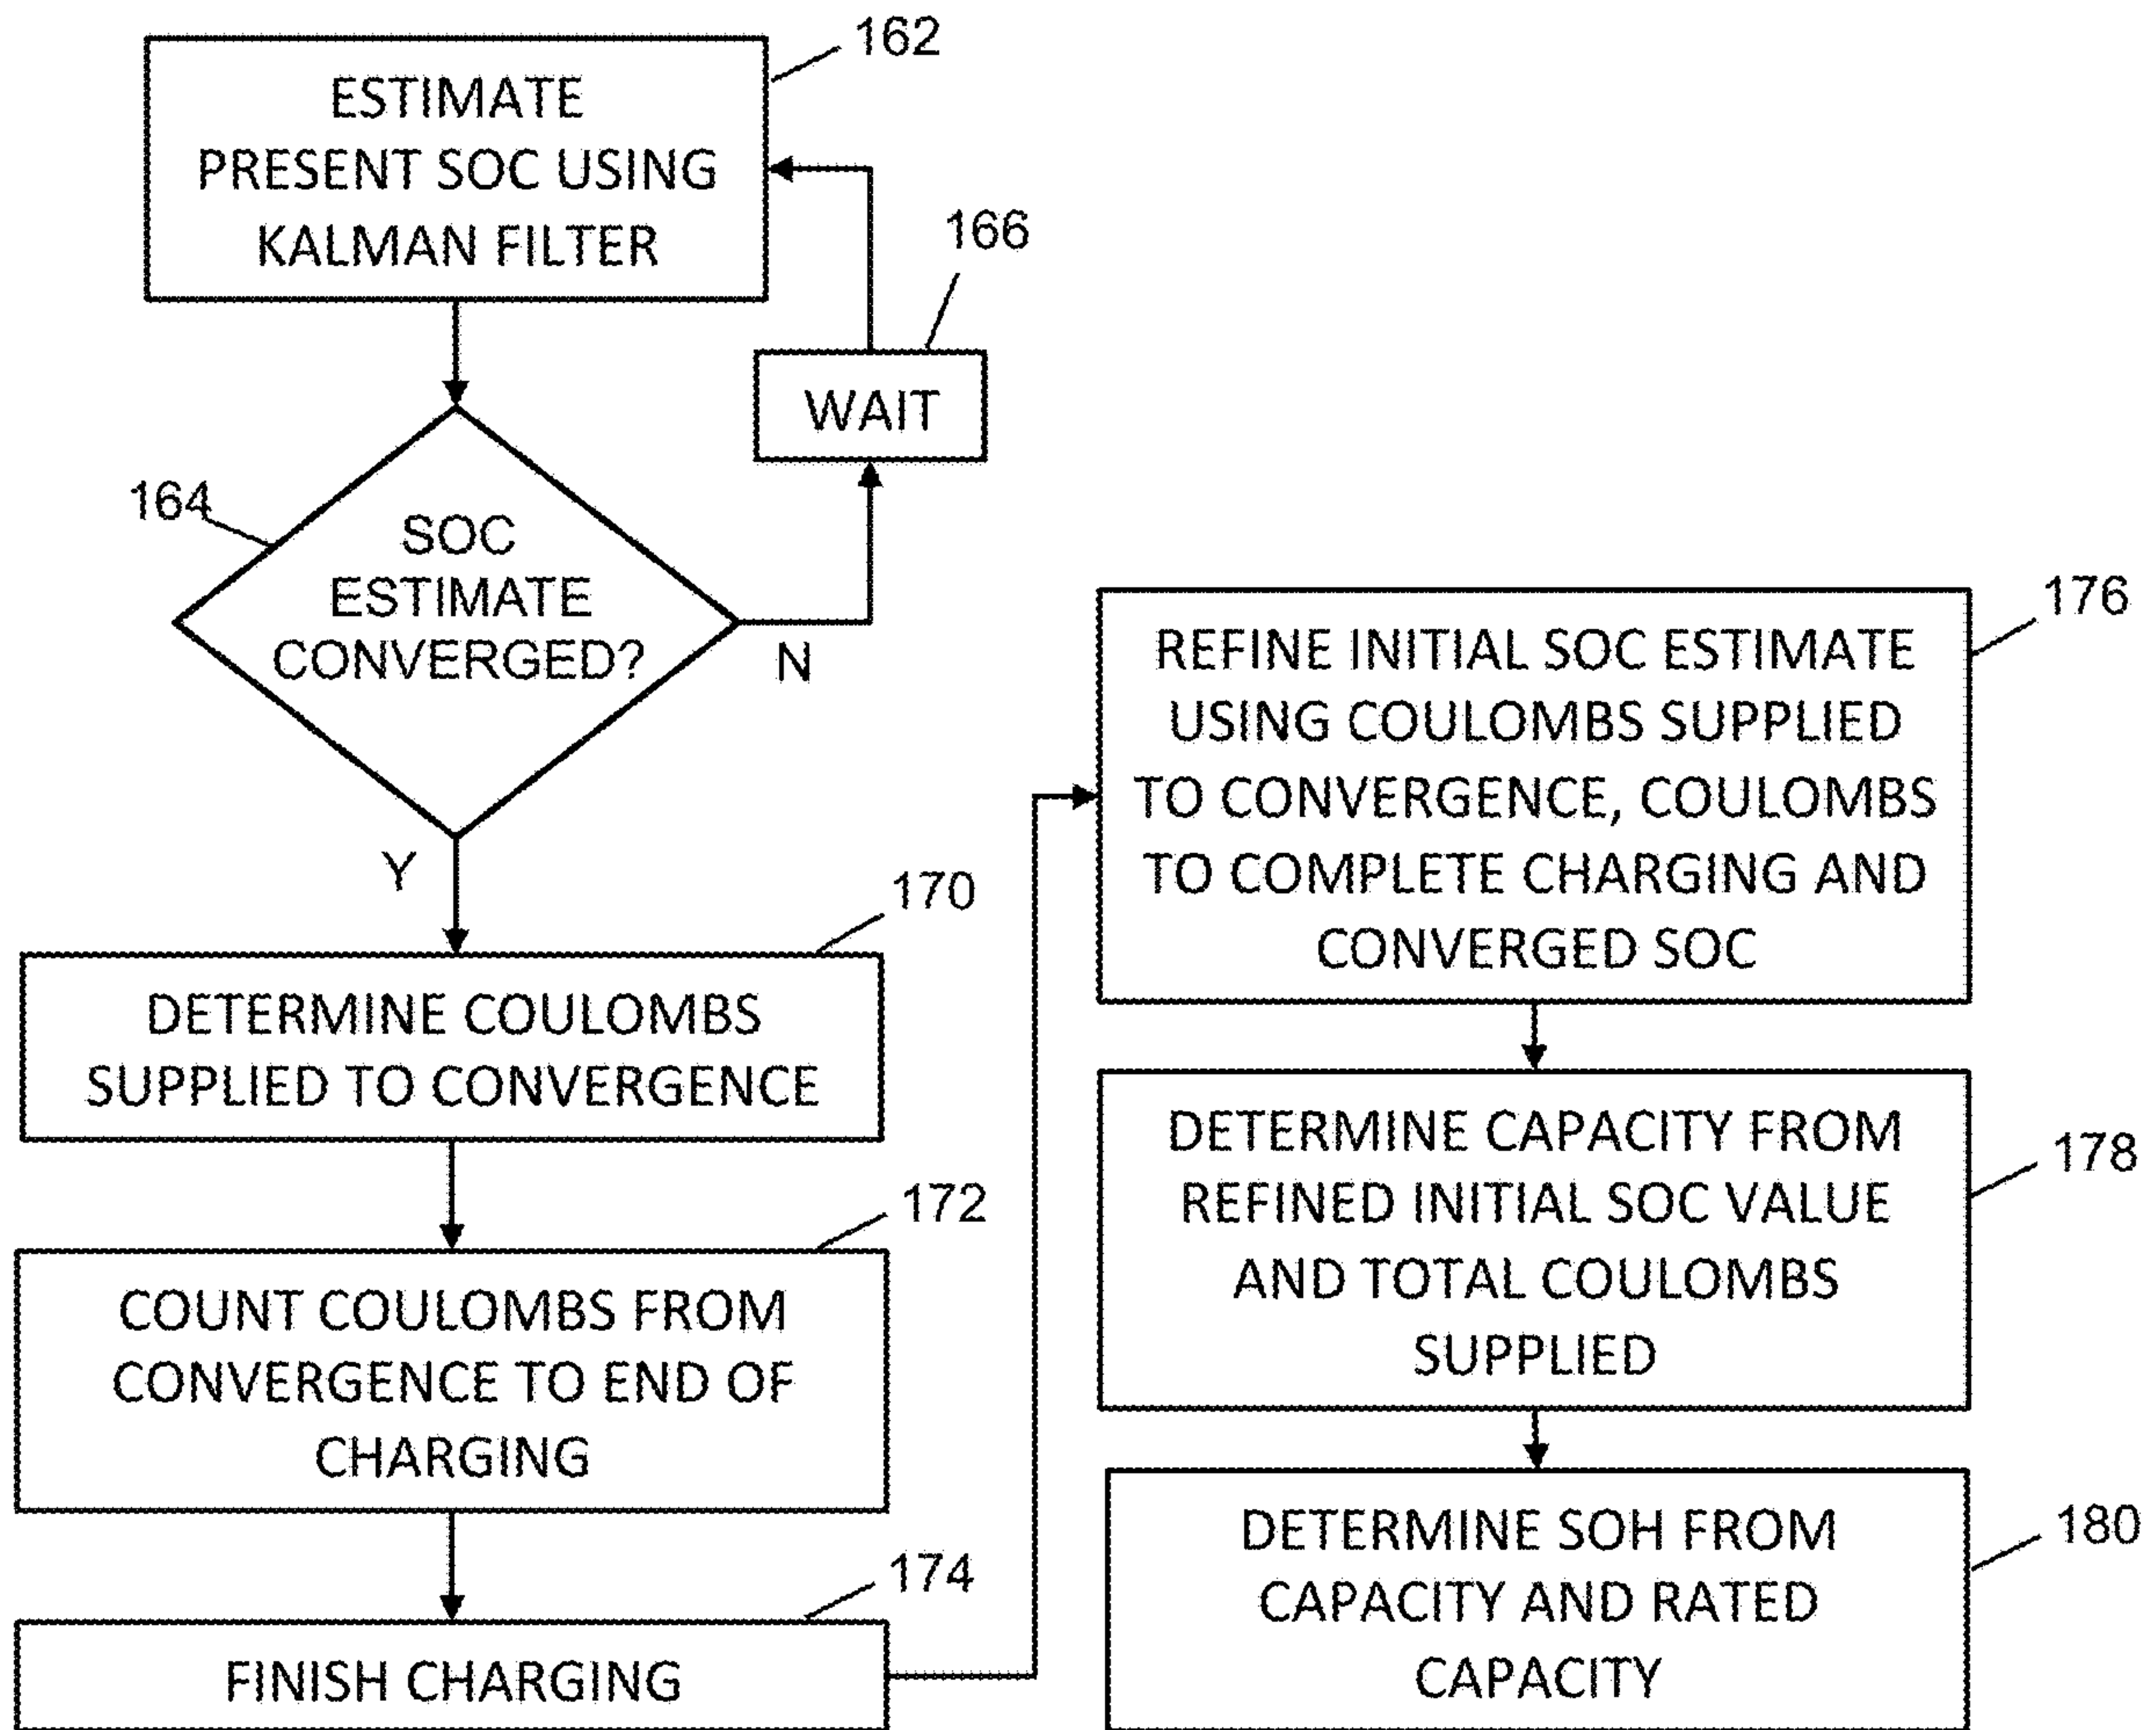 162
ESTIMATE
PRESENT SOC USING
KALMAN FILTER
166
WAIT
164
SOC
ESTIMATE
CONVERGED?
N
Y
170
DETERMINE COULOMBS
SUPPLIED TO CONVERGENCE
172
COUNT COULOMBS FROM
CONVERGENCE TO END OF
CHARGING
174
FINISH CHARGING
176
REFINE INITIAL SOC ESTIMATE
USING COULOMBS SUPPLIED
TO CONVERGENCE, COULOMBS
TO COMPLETE CHARGING AND
CONVERGED SOC
178
DETERMINE CAPACITY FROM
REFINED INITIAL SOC VALUE
AND TOTAL COULOMBS
SUPPLIED
180
DETERMINE SOH FROM
CAPACITY AND RATED
CAPACITY